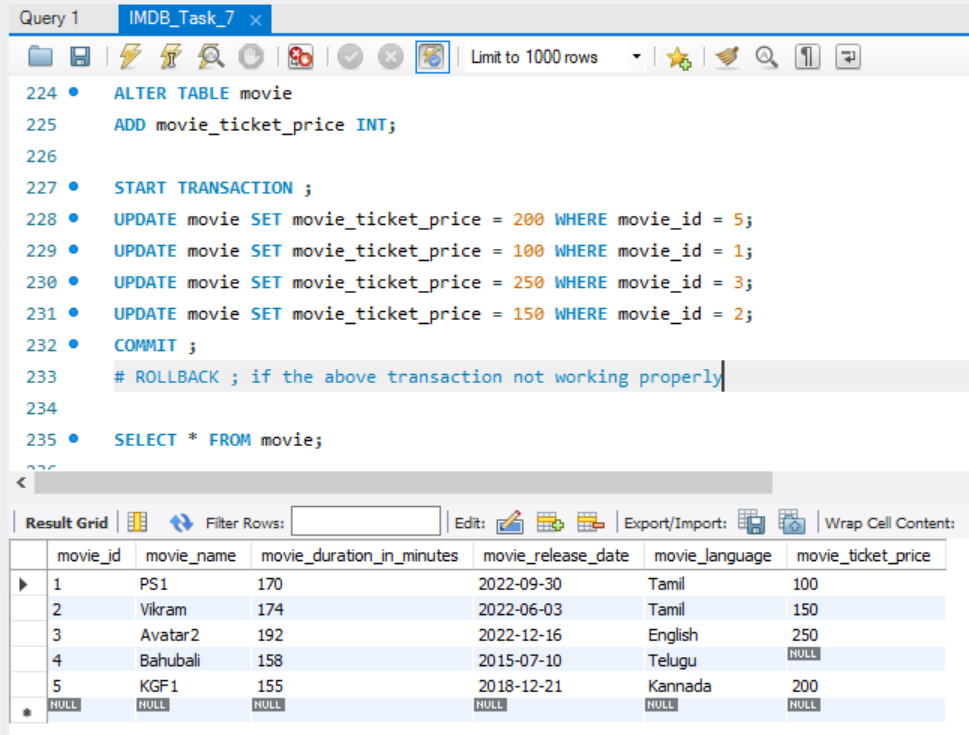 Query 1 IMDB_Task_7 ×
Limit to 1000 rows
224 ALTER TABLE movie
225 ADD movie_ticket_price INT;
226
227 START TRANSACTION ;
228 UPDATE movie SET movie_ticket_price = 200 WHERE movie_id = 5;
229 UPDATE movie SET movie_ticket_price = 100 WHERE movie_id = 1;
230 UPDATE movie SET movie_ticket_price = 250 WHERE movie_id = 3;
231 UPDATE movie SET movie_ticket_price = 150 WHERE movie_id = 2;
232 COMMIT ;
233 # ROLLBACK ; if the above transaction not working properly
234
235 SELECT * FROM movie;
236
Result Grid Filter Rows: Edit: Export/Import: Wrap Cell Content:
movie_id movie_name movie_duration_in_minutes movie_release_date movie_language movie_ticket_price
1 PS1 170 2022-09-30 Tamil 100
2 Vikram 174 2022-06-03 Tamil 150
3 Avatar2 192 2022-12-16 English 250
4 Bahubali 158 2015-07-10 Telugu NULL
5 KGF1 155 2018-12-21 Kannada 200
NULL NULL NULL NULL NULL NULL